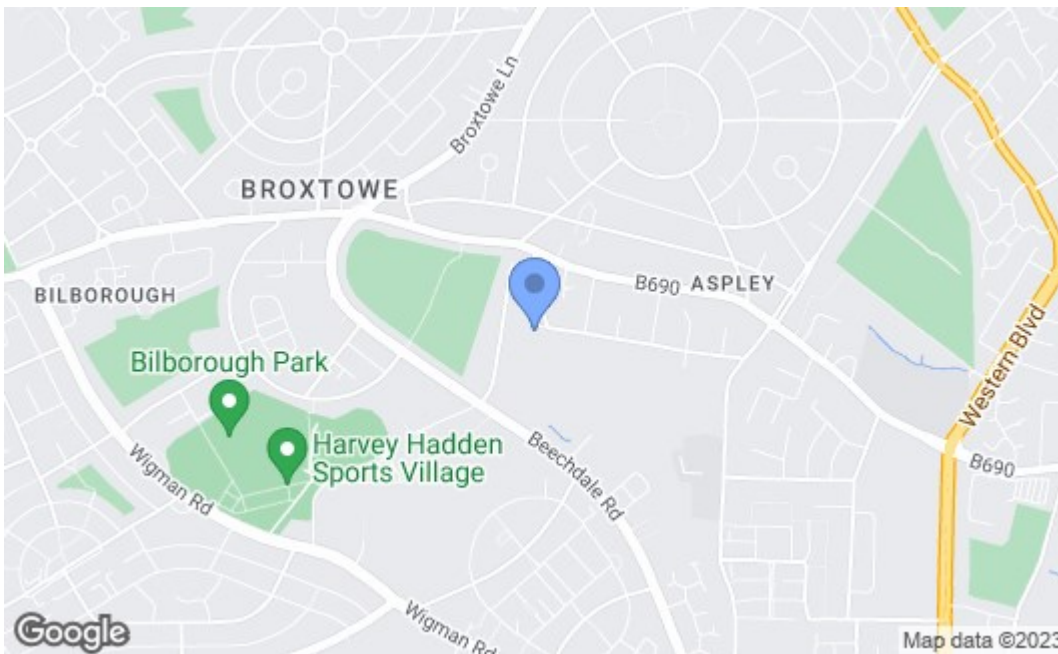 Broxtowe Ln
BROXTOWE
BILBOROUGH
B690
ASPLEY
Bilborough Park
Western Blvd
Harvey Hadden
Sports Village
Wigman Rd
Beechdale Rd
B690
Wigman Rd
Google
Map data ©2023